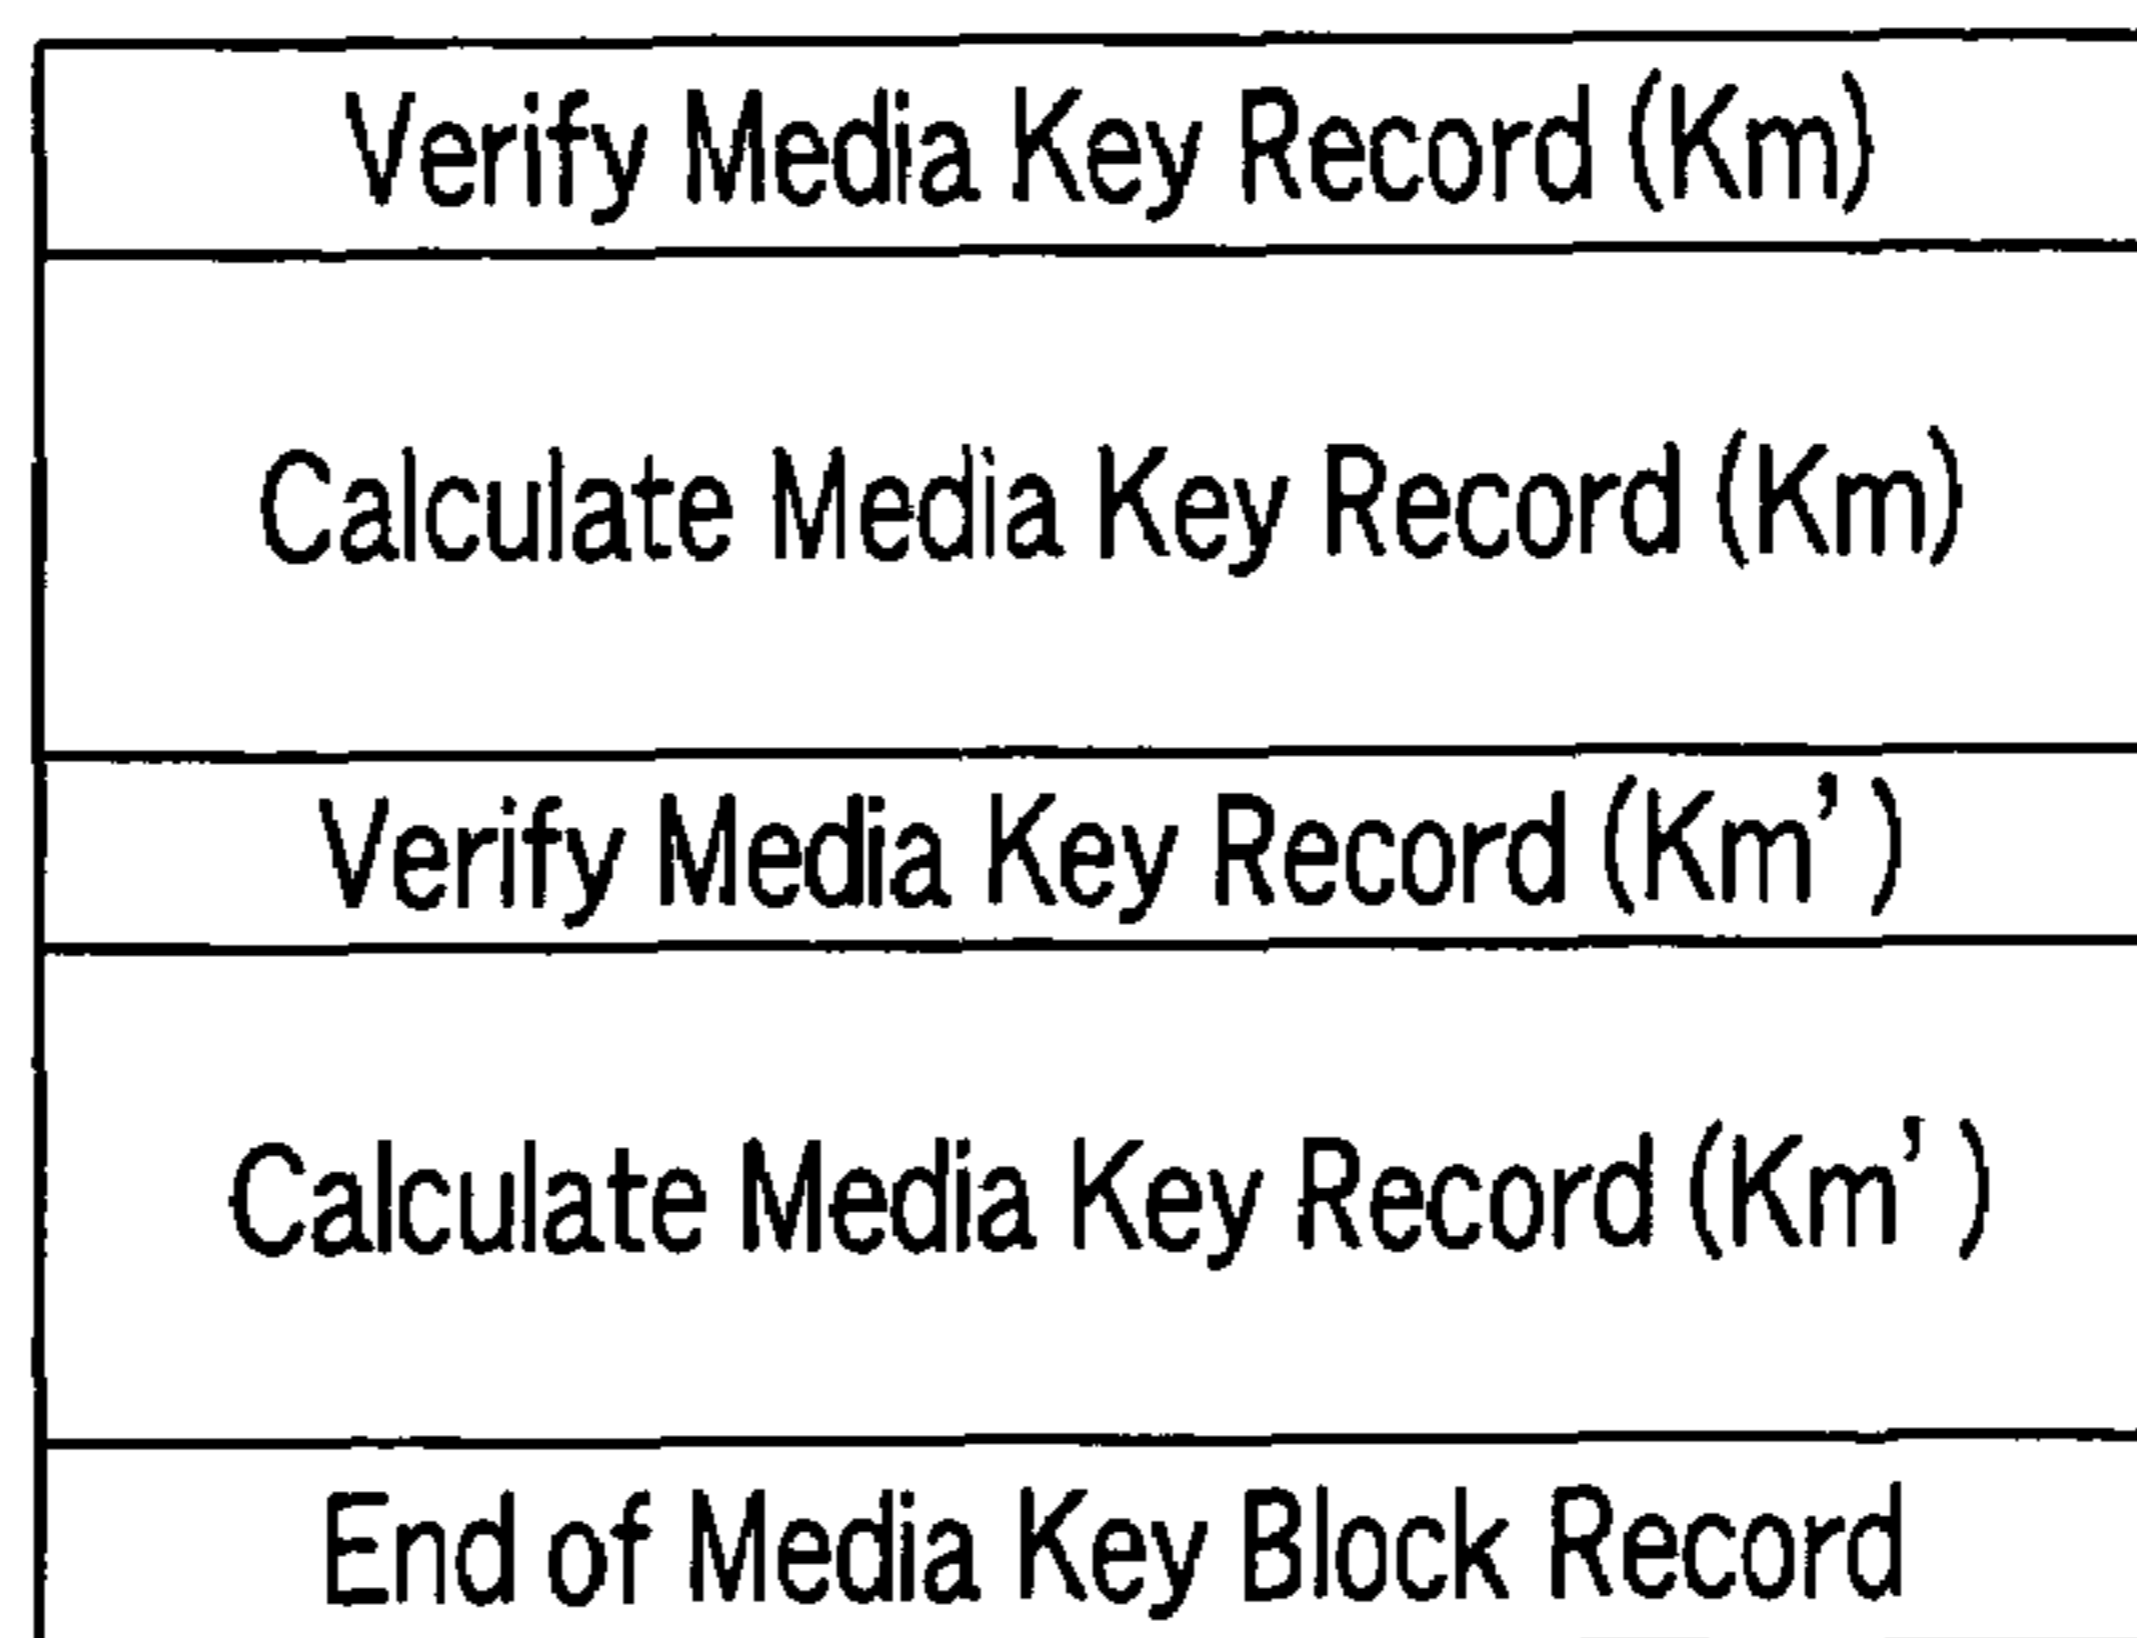 Verify Media Key Record (Km)
Calculate Media Key Record (Km)
Verify Media Key Record (Km’)
Calculate Media Key Record (Km’)
End of Media Key Block Record